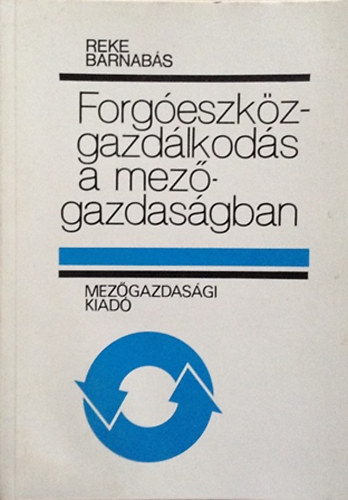 REKE
BARNABÁS
Forgóeszköz-
gazdálkodás
a mező-
gazdaságban
MEZŐGAZDASÁGI
KIADÓ